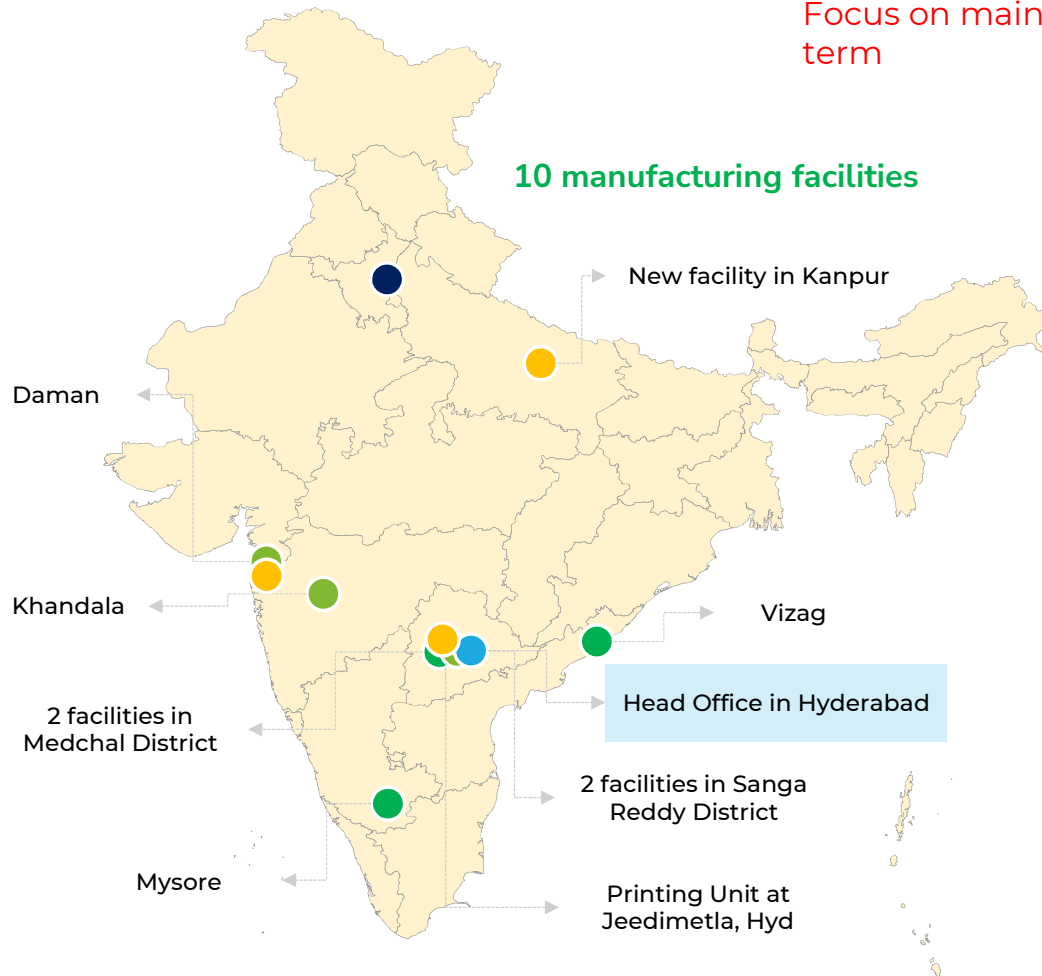 Focus on main
term
10 manufacturing facilities
New facility in Kanpur
Daman
Khandala
Vizag
Head Office in Hyderabad
2 facilities in
Medchal District
2 facilities in Sanga
Reddy District
Mysore
Printing Unit at
Jeedimetla, Hyd